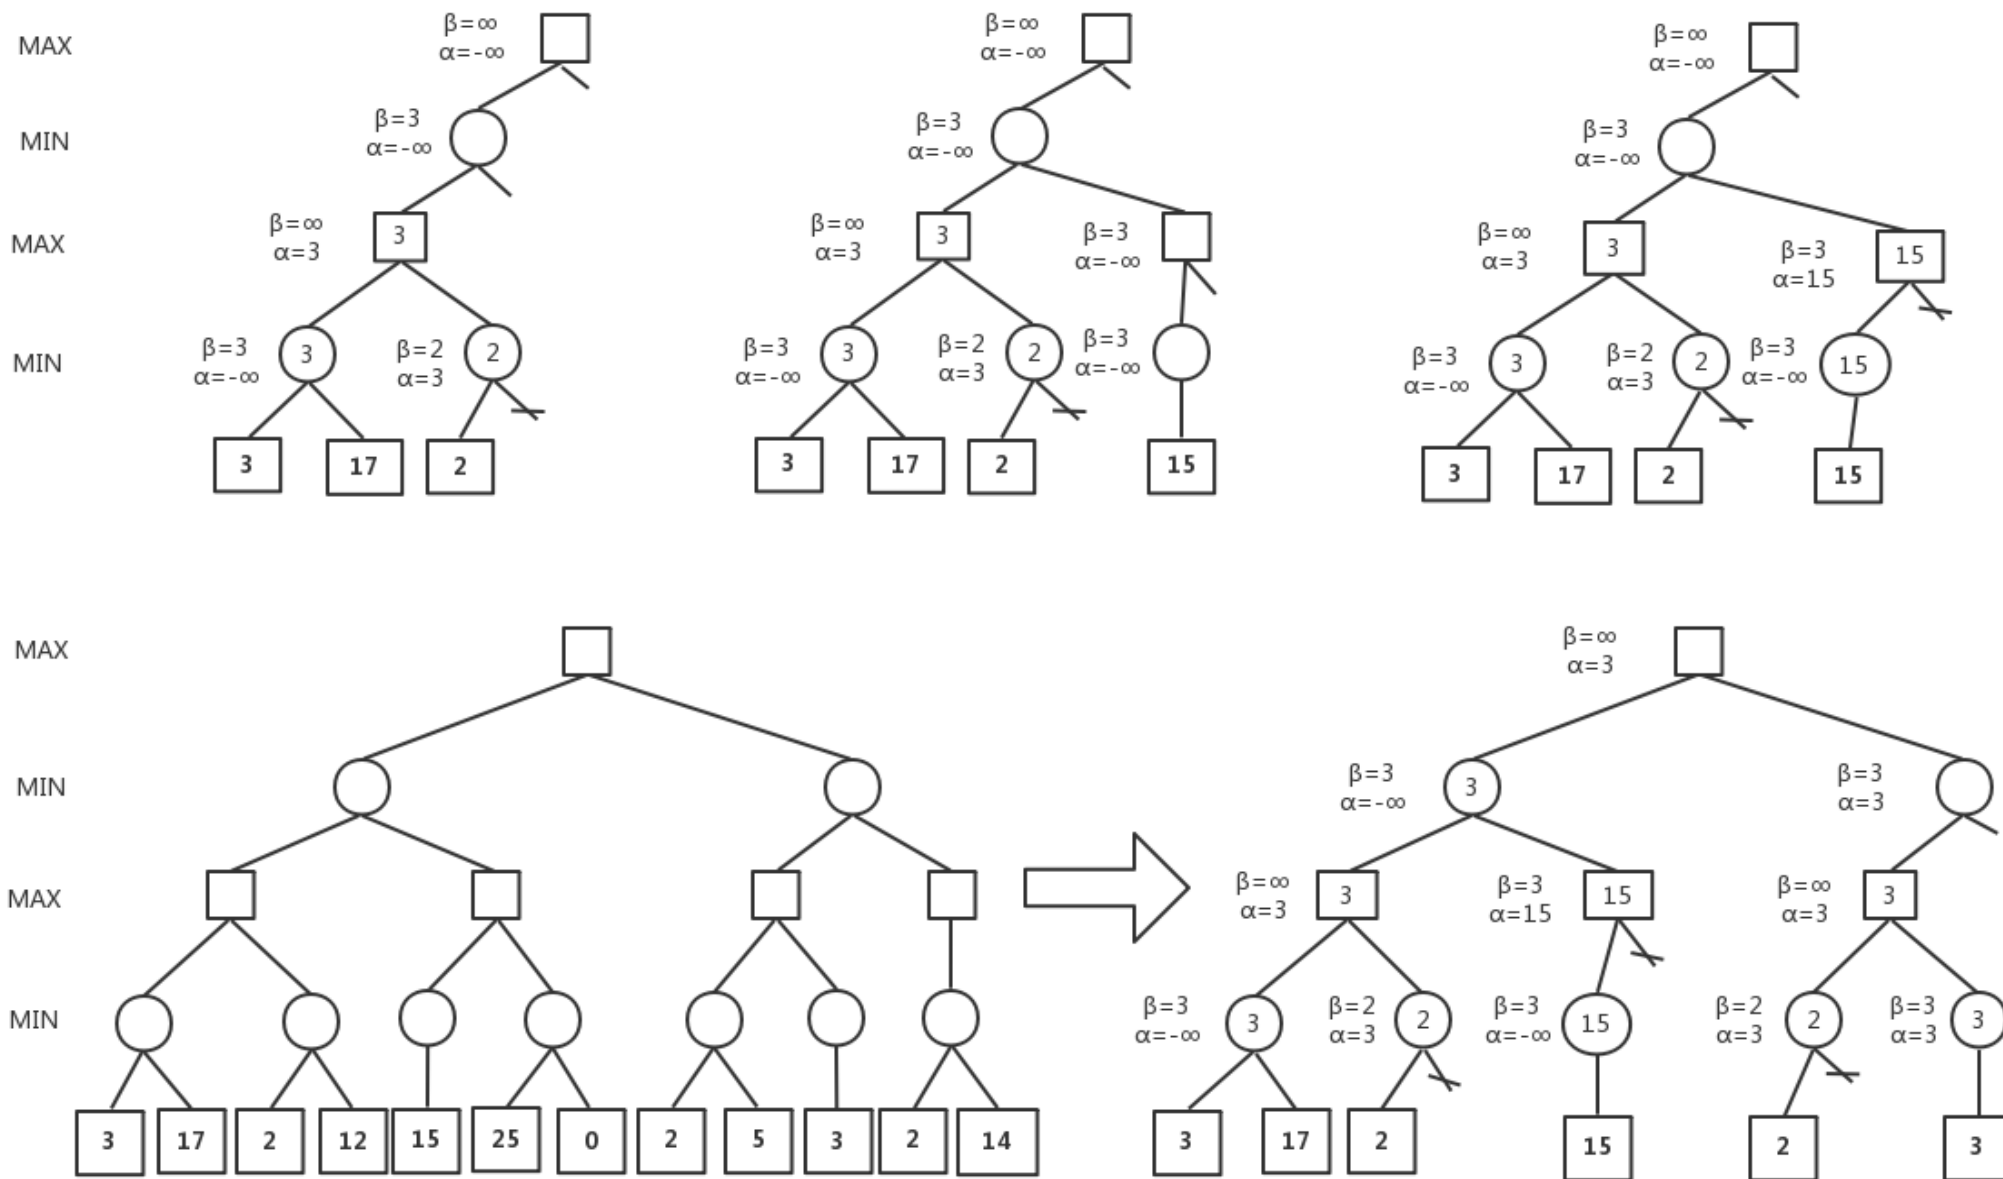 MAX
β=∞
α=-∞
β=∞
α=-∞
β=∞
α=-∞
MIN
β=3
α=-∞
β=3
α=-∞
β=3
α=-∞
MAX
β=∞
α=3
3
β=∞
α=3
3
β=3
α=-∞
β=∞
α=3
3
β=3
α=15
15
MIN
β=3
α=-∞
3
β=2
α=3
2
β=3
α=-∞
3
β=2
α=3
2
β=3
α=-∞
β=3
α=-∞
3
β=2
α=3
2
β=3
α=-∞
15
3 17 2
3 17 2 15
3 17 2 15
MAX
β=∞
α=3
MIN
β=3
α=-∞
3
β=3
α=3
MAX
β=∞
α=3
3
β=3
α=15
15
β=∞
α=3
3
MIN
β=3
α=-∞
3
β=2
α=3
2
β=3
α=-∞
15
β=2
α=3
2
β=3
α=3
3
3 17 2 12 15 25 0 2 5 3 2 14
3 17 2 15 2 3